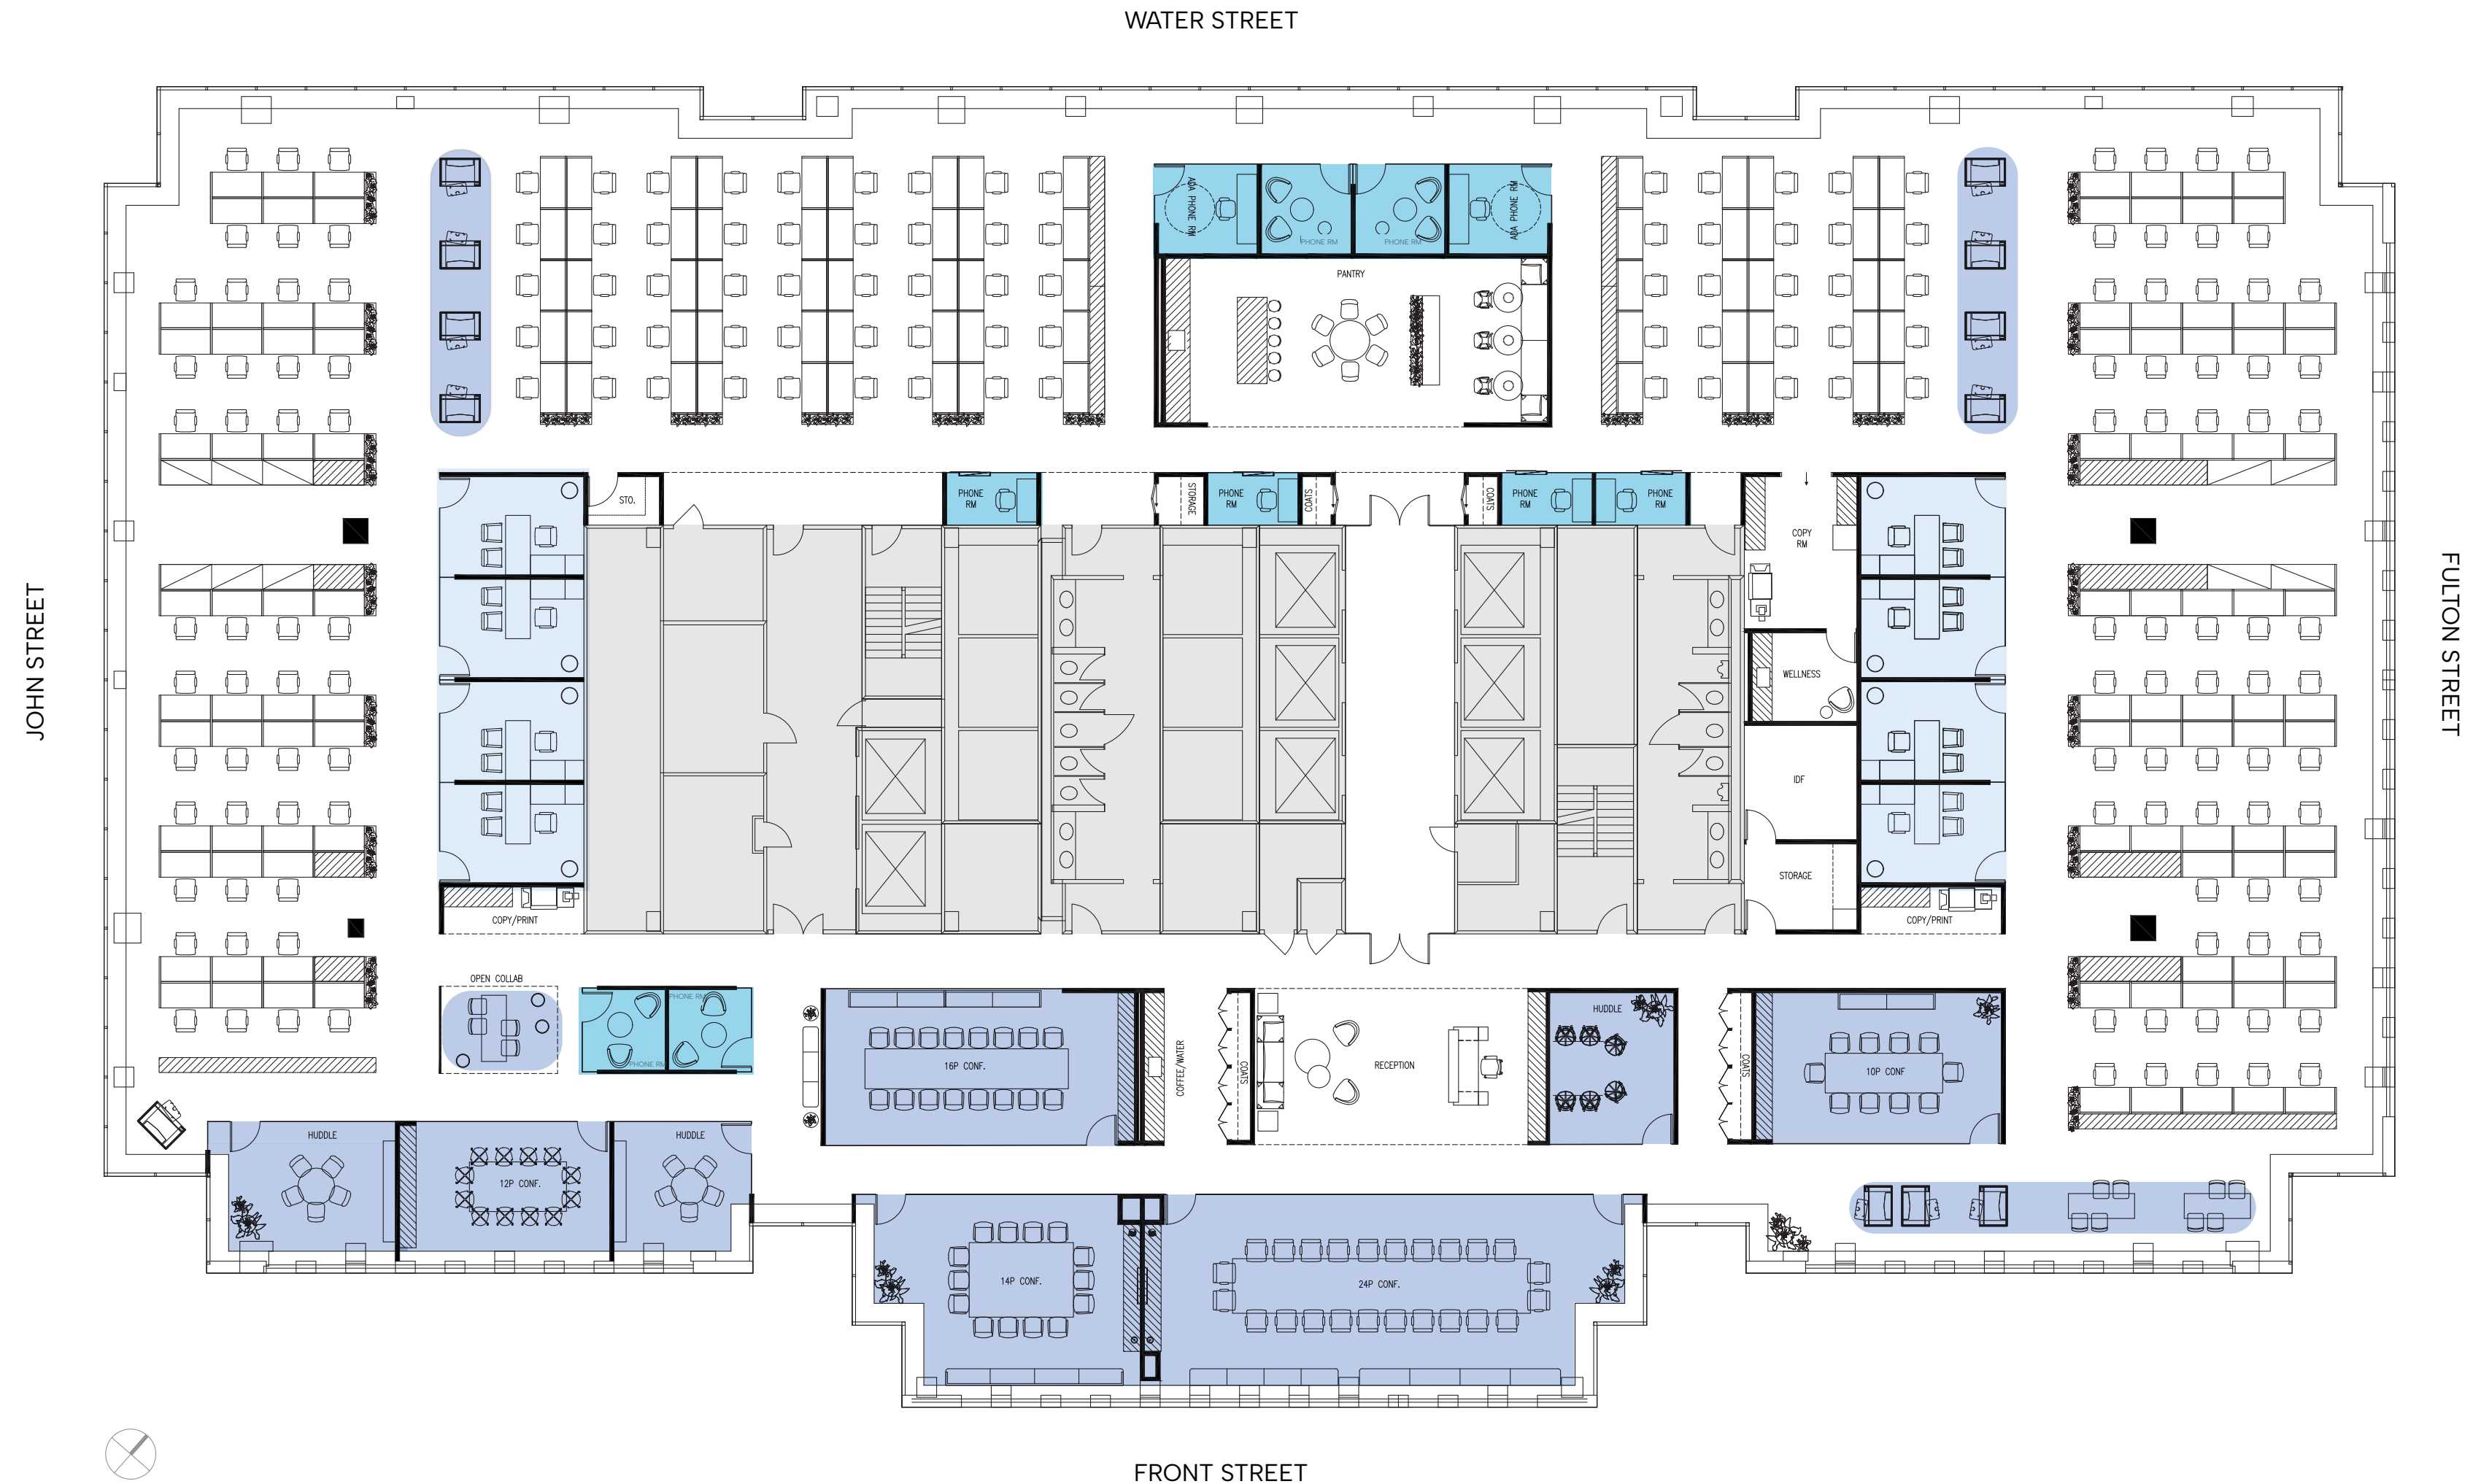 WATER STREET
ADA PHONE RM
PHONE RM
PHONE RM
ADA PHONE RM
PANTRY
STO.
PHONE
RM
STORAGE
PHONE
RM
COATS
COATS
PHONE
RM
PHONE
RM
COPY
RM
JOHN STREET
FULTON STREET
WELLNESS
IDF
STORAGE
COPY/PRINT
COPY/PRINT
OPEN COLLAB
PHONE RM
PHONE RM
16P CONF.
COFFEE/WATER
COATS
RECEPTION
HUDDLE
COATS
10P CONF
HUDDLE
12P CONF.
HUDDLE
14P CONF.
24P CONF.
FRONT STREET